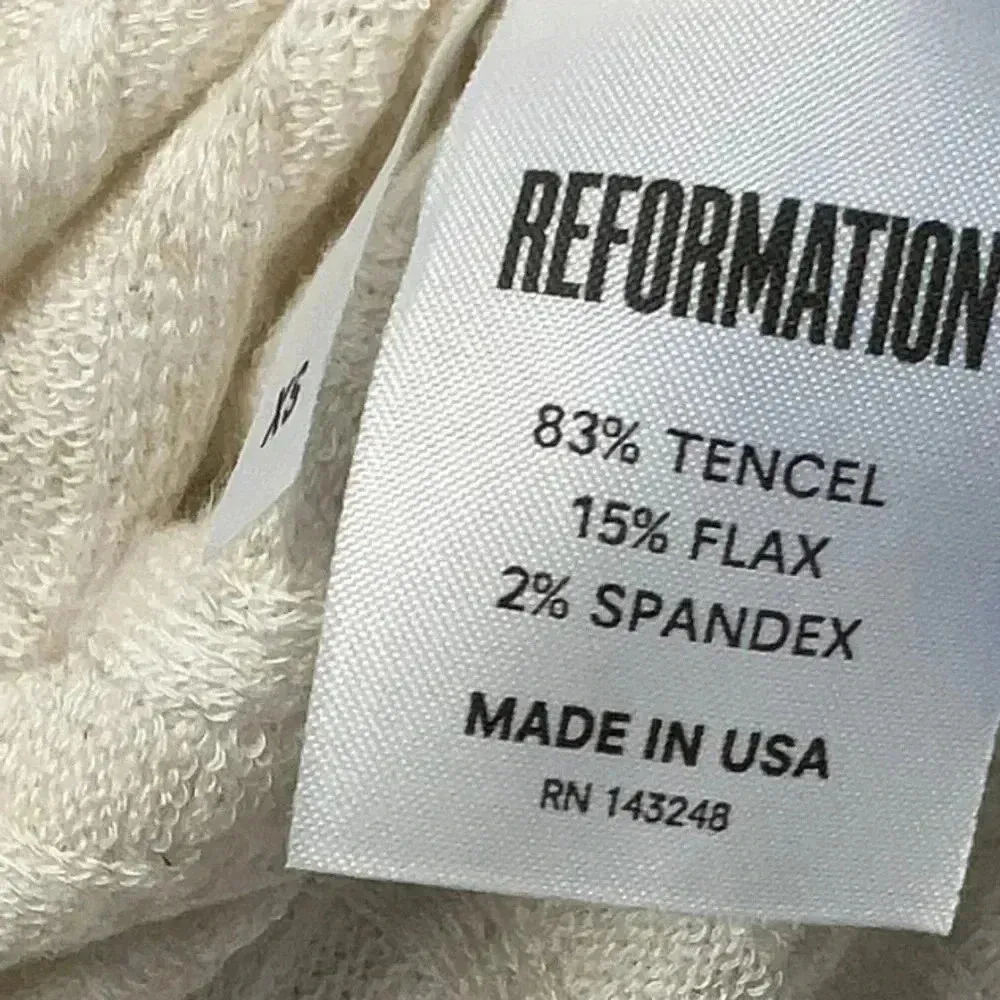 REFORMATION
XS
83% TENCEL
15% FLAX
2% SPANDEX
MADE IN USA
RN 143248